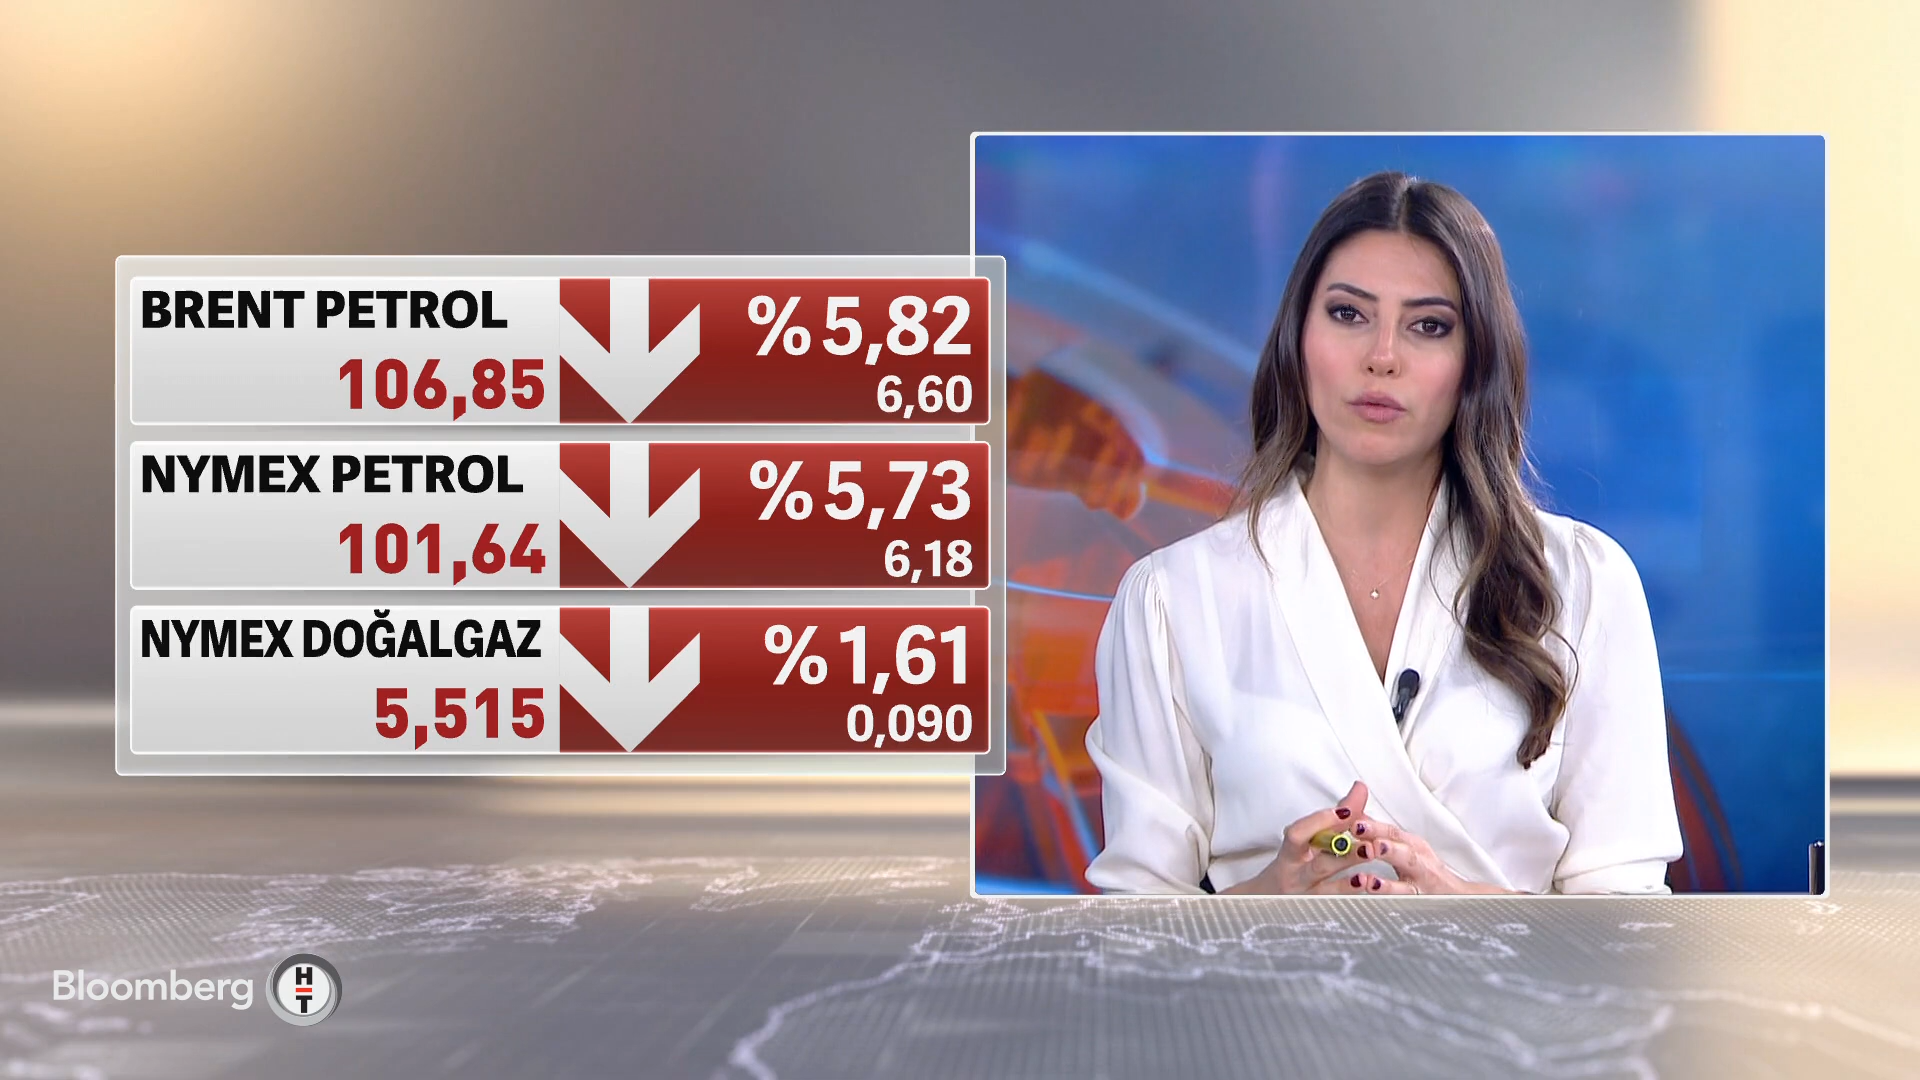 BRENT PETROL
106,85
%5,82
6,60
NYMEX PETROL
101,64
%5,73
6,18
NYMEX DOĞALGAZ
5,515
%1,61
0,090
Bloomberg HT